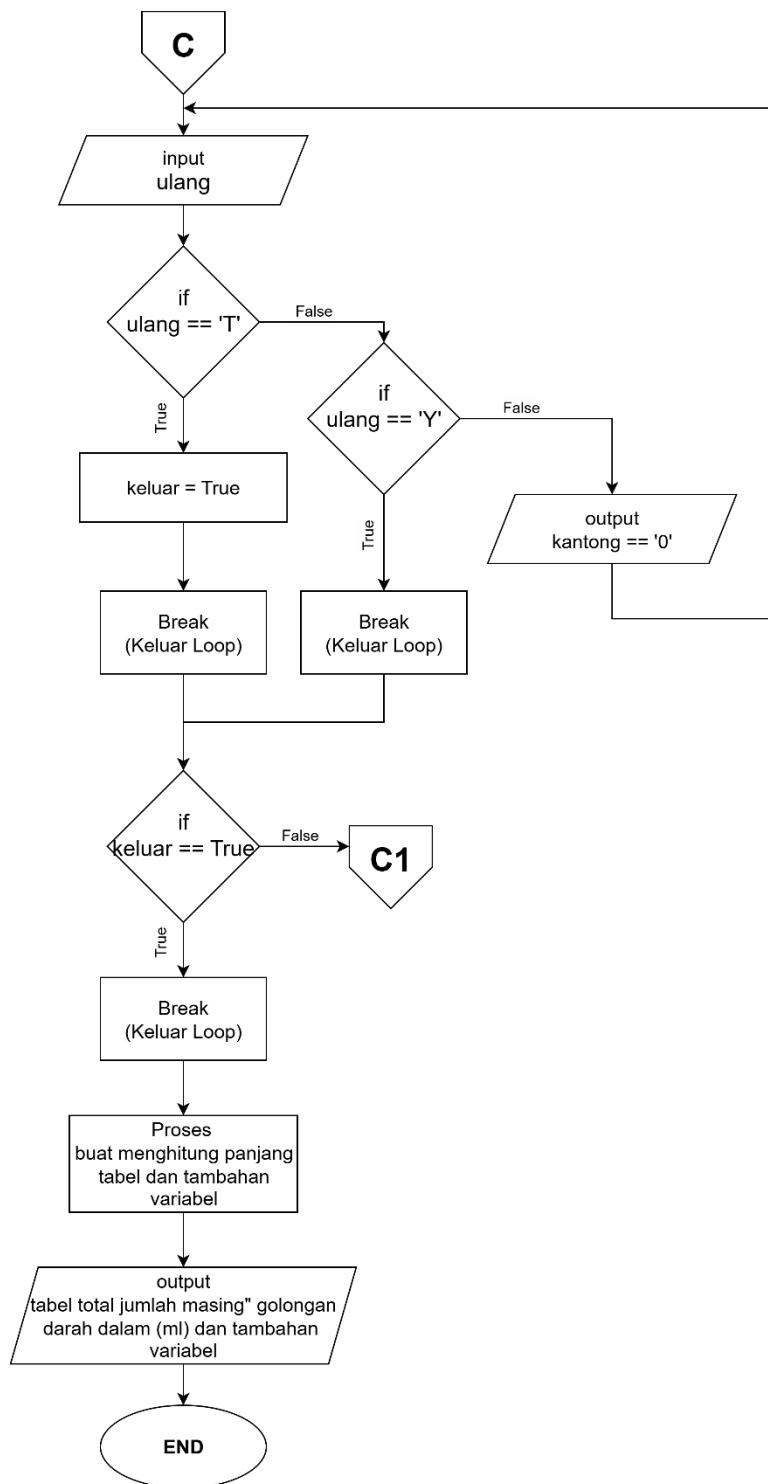 C
input
ulang
if
ulang == 'T'
False
True
if
ulang == 'Y'
False
True
keluar = True
output
kantong == '0'
Break
(Keluar Loop)
Break
(Keluar Loop)
if
keluar == True
False
C1
True
Break
(Keluar Loop)
Proses
buat menghitung panjang
tabel dan tambahan
variabel
output
tabel total jumlah masing" golongan
darah dalam (ml) dan tambahan
variabel
END